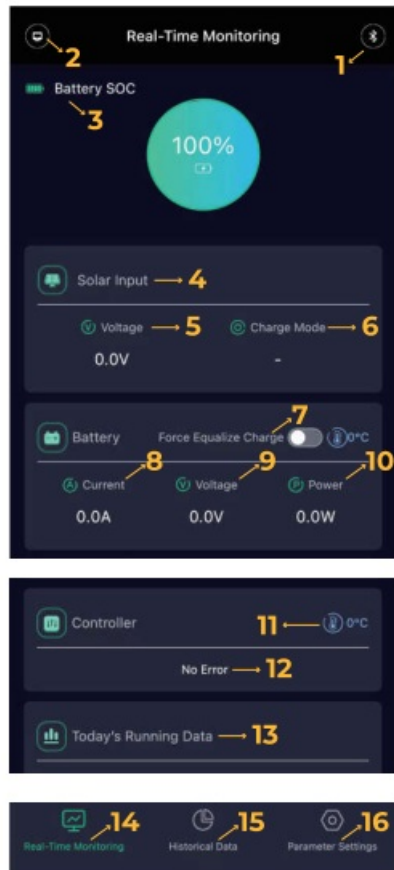 Real-Time Monitoring
2
1
Battery SOC
3
100%
Solar Input 4
Voltage 5 Charge Mode 6
0.0V -
7
Battery Force Equalize Charge 0°C
8 9 10
Current Voltage Power
0.0A 0.0V 0.0W
Controller 11 0°C
No Error 12
Today's Running Data 13
14 15 16
Real-Time Monitoring Historical Data Parameter Settings